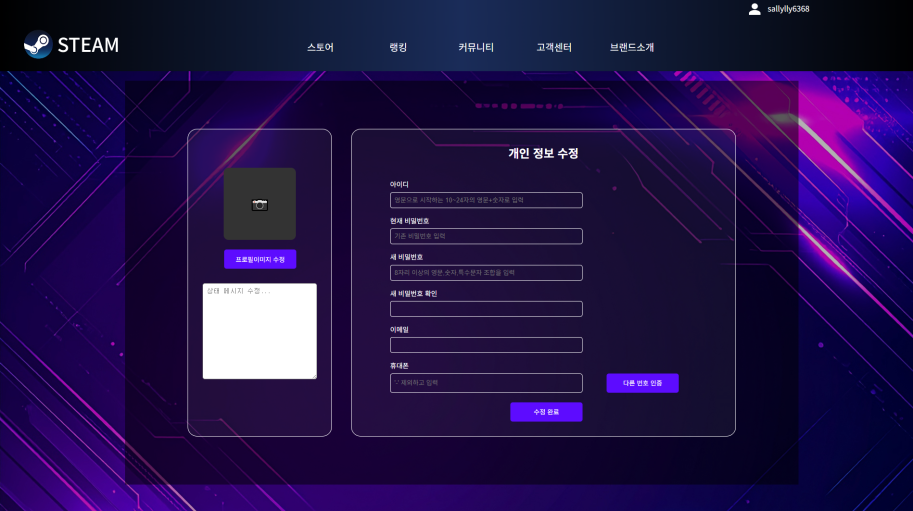 sallylly6368
STEAM
스토어 랭킹 커뮤니티 고객센터 브랜드소개
프로필이미지 수정
상태 메시지 수정...
개인 정보 수정
아이디
영문으로 시작하는 10~24자의 영문+숫자로 입력
현재 비밀번호
기존 비밀번호 입력
새 비밀번호
8자리 이상의 영문,숫자,특수문자 조합을 입력
새 비밀번호 확인
이메일
휴대폰
'-' 제외하고 입력
다른 번호 인증
수정 완료